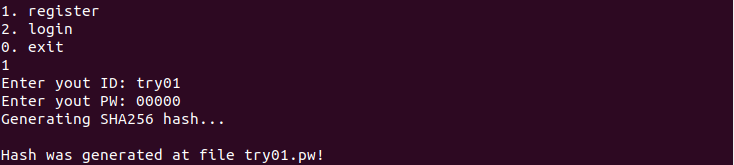 1. register
2. login
0. exit
1
Enter yout ID: try01
Enter yout PW: 00000
Generating SHA256 hash...
Hash was generated at file try01.pw!